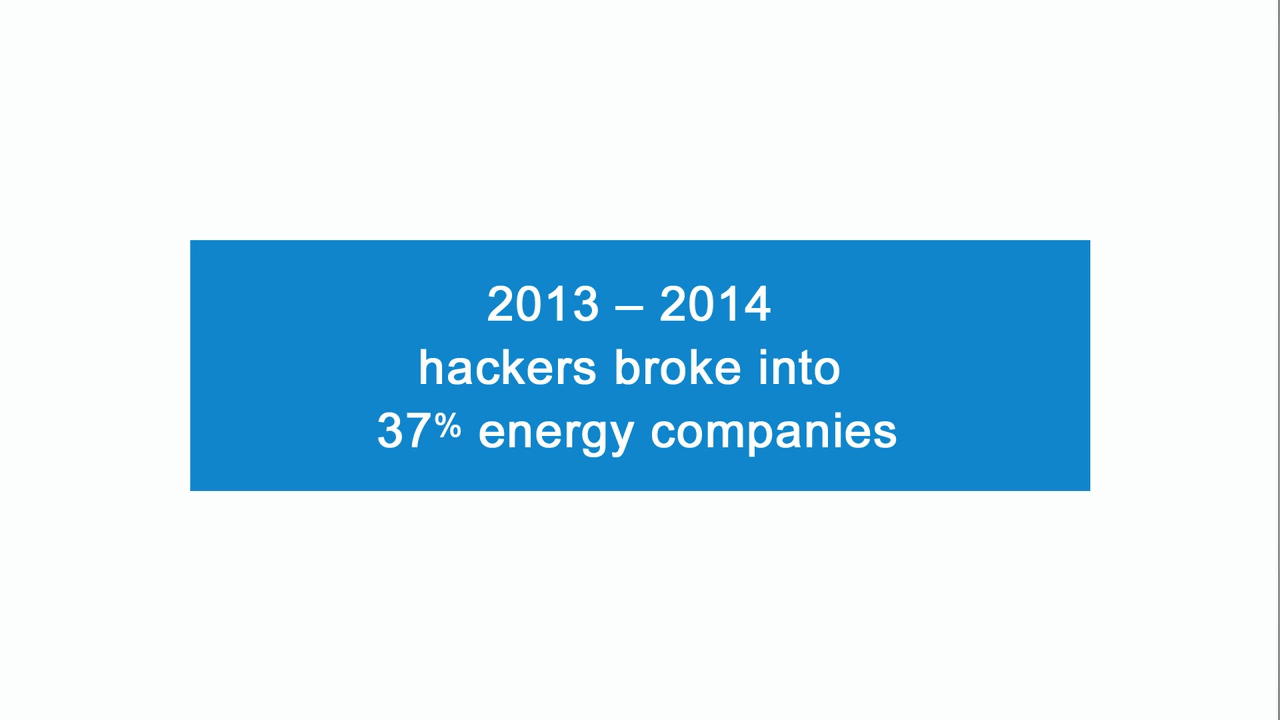 2013 – 2014
hackers broke into
37% energy companies